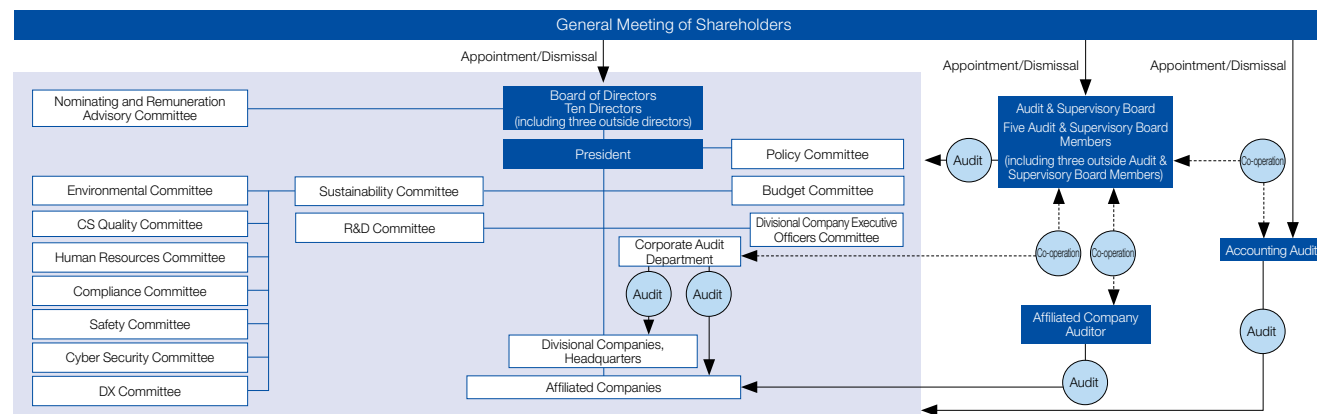 General Meeting of Shareholders
Appointment/Dismissal
Appointment/Dismissal
Appointment/Dismissal
Nominating and Remuneration
Advisory Committee
Board of Directors
Ten Directors
(including three outside directors)
President
Policy Committee
Audit
Audit & Supervisory Board
Five Audit & Supervisory Board
Members
(including three outside Audit &
Supervisory Board Members)
Co-operation
Environmental Committee
Sustainability Committee
Budget Committee
CS Quality Committee
R&D Committee
Divisional Company Executive
Officers Committee
Human Resources Committee
Corporate Audit
Department
Co-operation
Co-operation
Accounting Audit
Compliance Committee
Audit
Audit
Safety Committee
Affiliated Company
Auditor
Audit
Cyber Security Committee
Divisional Companies,
Headquarters
DX Committee
Affiliated Companies
Audit